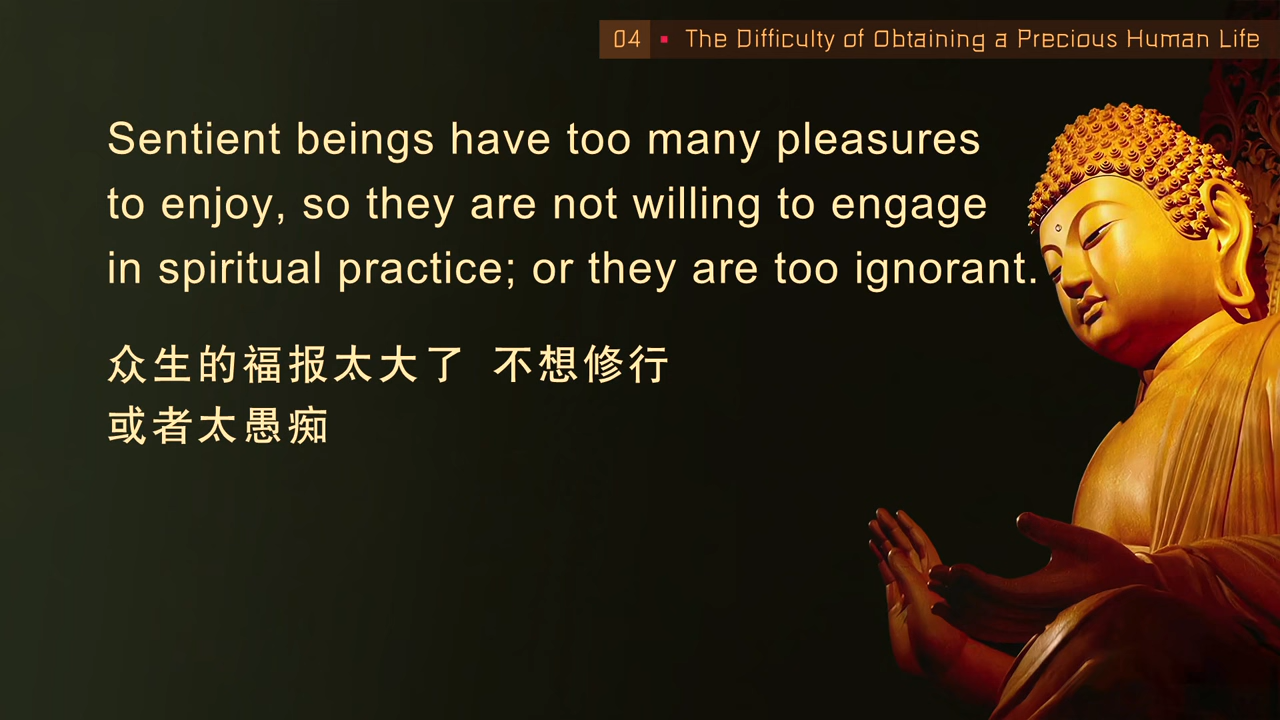 04 ▪ The Difficulty of Obtaining a Precious Human Life
Sentient beings have too many pleasures
to enjoy, so they are not willing to engage
in spiritual practice; or they are too ignorant.
众生的福报太大了 不想修行
或者太愚痴